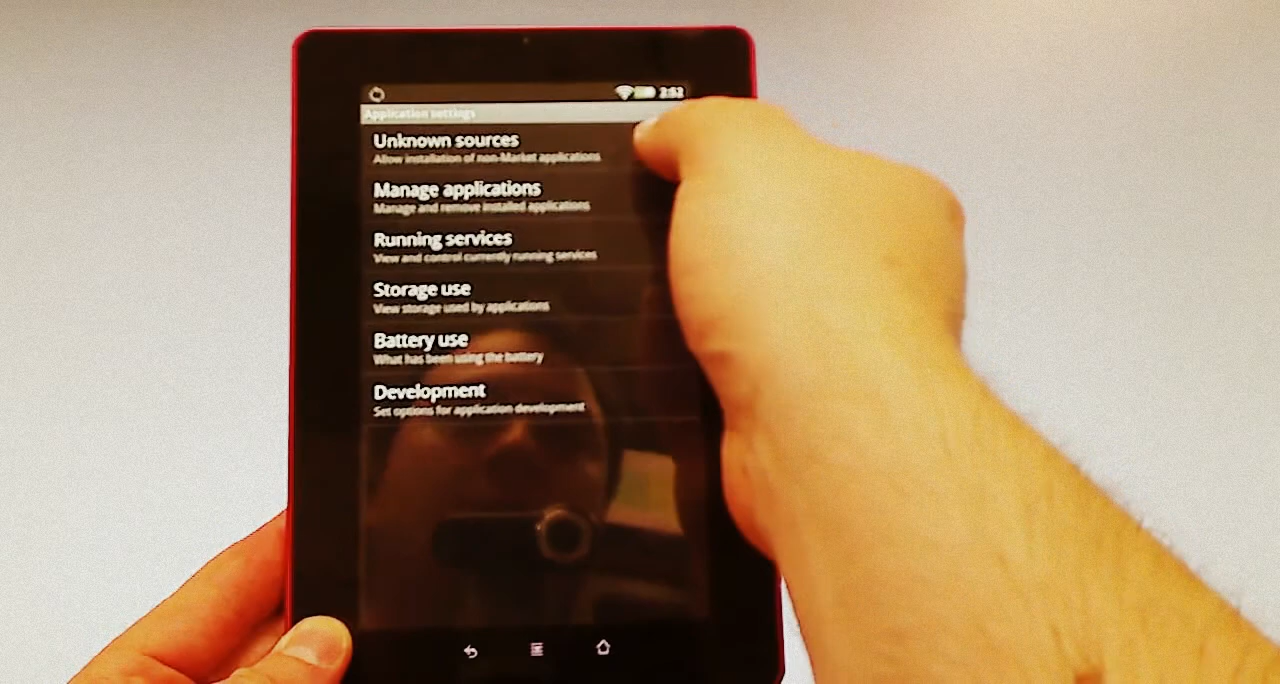 2:52
Application settings
Unknown sources
Allow installation of non-Market applications
Manage applications
Manage and remove installed applications
Running services
View and control currently running services
Storage use
View storage used by applications
Battery use
What has been using the battery
Development
Set options for application development